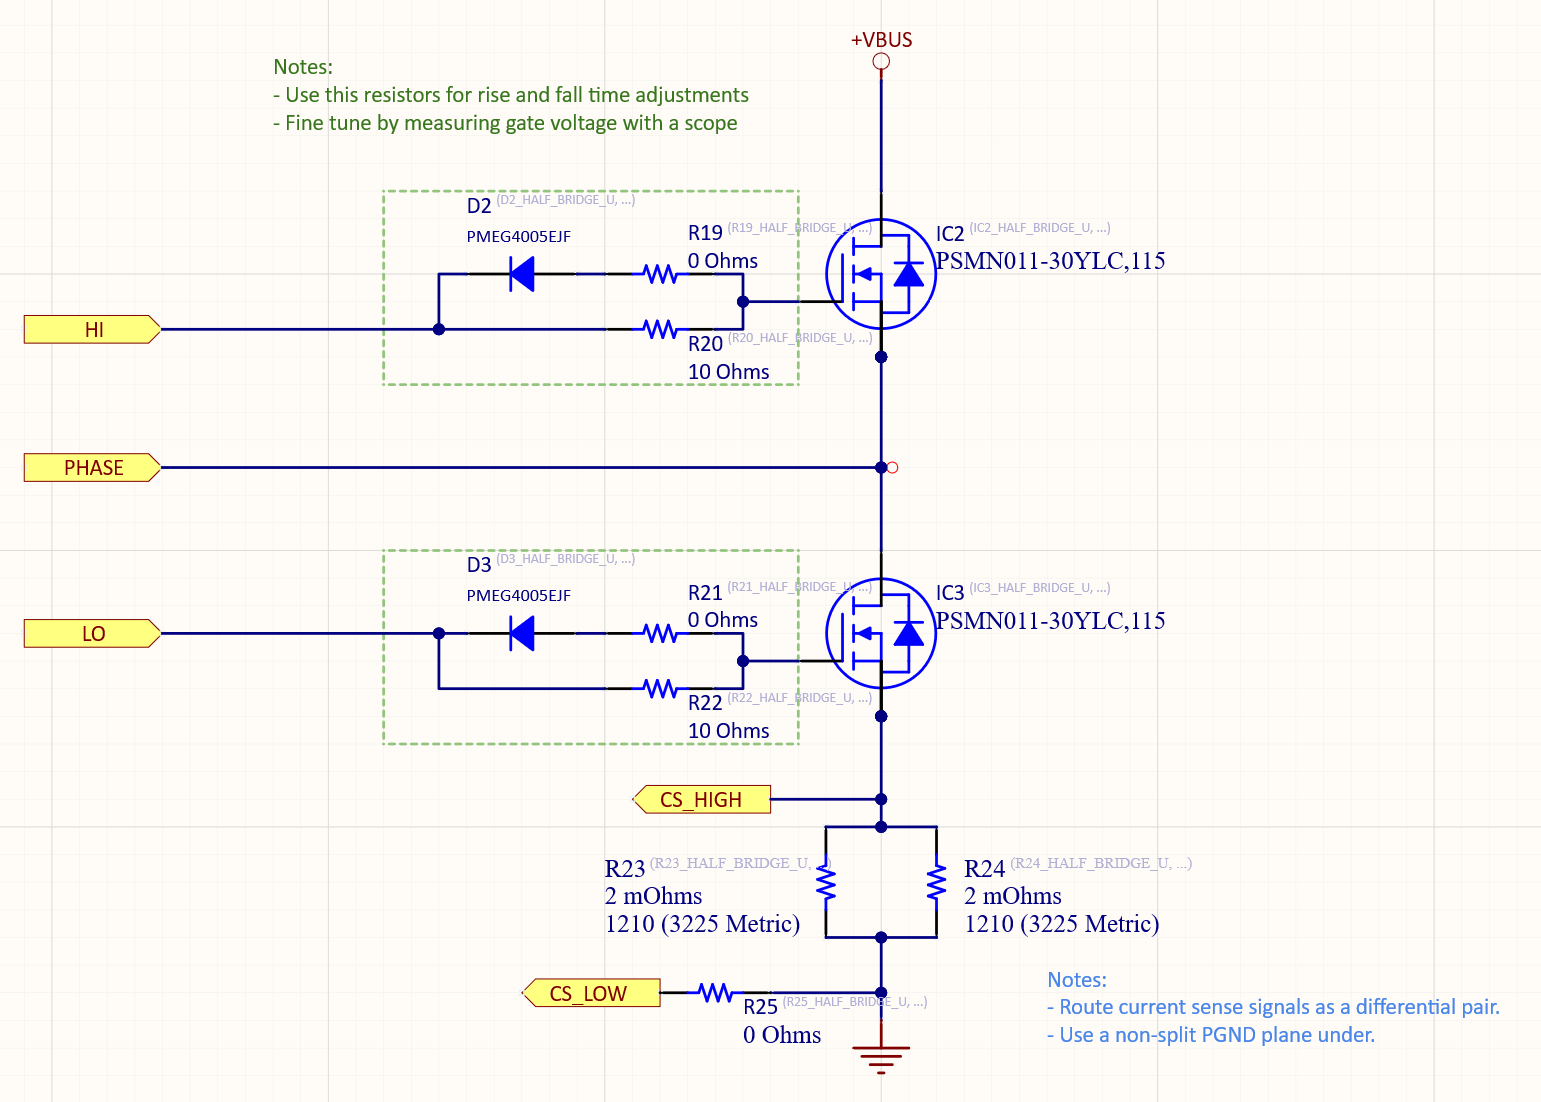 +VBUS
Notes:
- Use this resistors for rise and fall time adjustments
- Fine tune by measuring gate voltage with a scope
D2 (D2_HALF_BRIDGE_U, ...)
PMEG4005EJF
R19 (R19_HALF_BRIDGE_U, ...)
0 Ohms
IC2 (IC2_HALF_BRIDGE_U, ...)
PSMN011-30YLC,115
HI
R20 (R20_HALF_BRIDGE_U, ...)
10 Ohms
PHASE
D3 (D3_HALF_BRIDGE_U, ...)
PMEG4005EJF
R21 (R21_HALF_BRIDGE_U, ...)
0 Ohms
IC3 (IC3_HALF_BRIDGE_U, ...)
PSMN011-30YLC,115
LO
R22 (R22_HALF_BRIDGE_U, ...)
10 Ohms
CS_HIGH
R23 (R23_HALF_BRIDGE_U, ...)
2 mOhms
1210 (3225 Metric)
R24 (R24_HALF_BRIDGE_U, ...)
2 mOhms
1210 (3225 Metric)
CS_LOW
R25 (R25_HALF_BRIDGE_U, ...)
0 Ohms
Notes:
- Route current sense signals as a differential pair.
- Use a non-split PGND plane under.